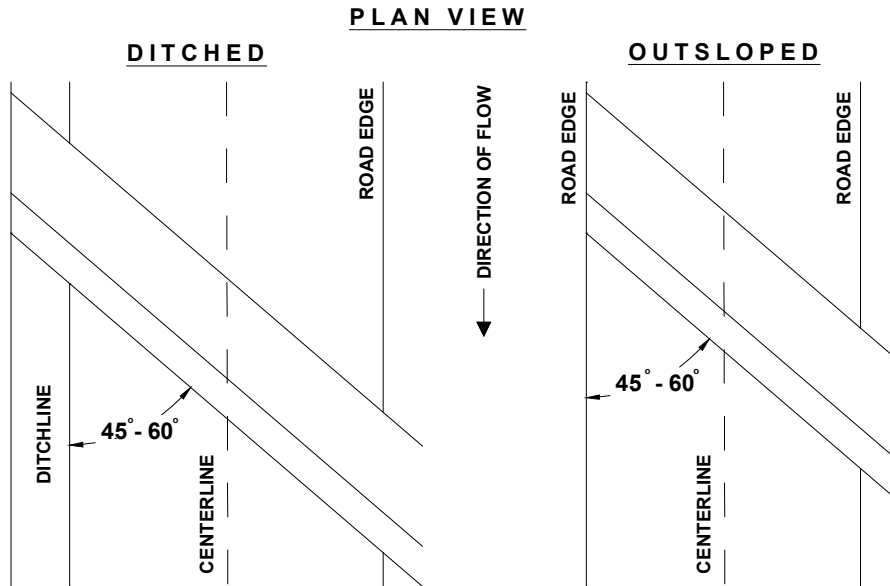 PLAN VIEW
DITCHED
OUTSLOPED
ROAD EDGE
DIRECTION OF FLOW
ROAD EDGE
ROAD EDGE
45° - 60°
45° - 60°
DITCHLINE
CENTERLINE
CENTERLINE